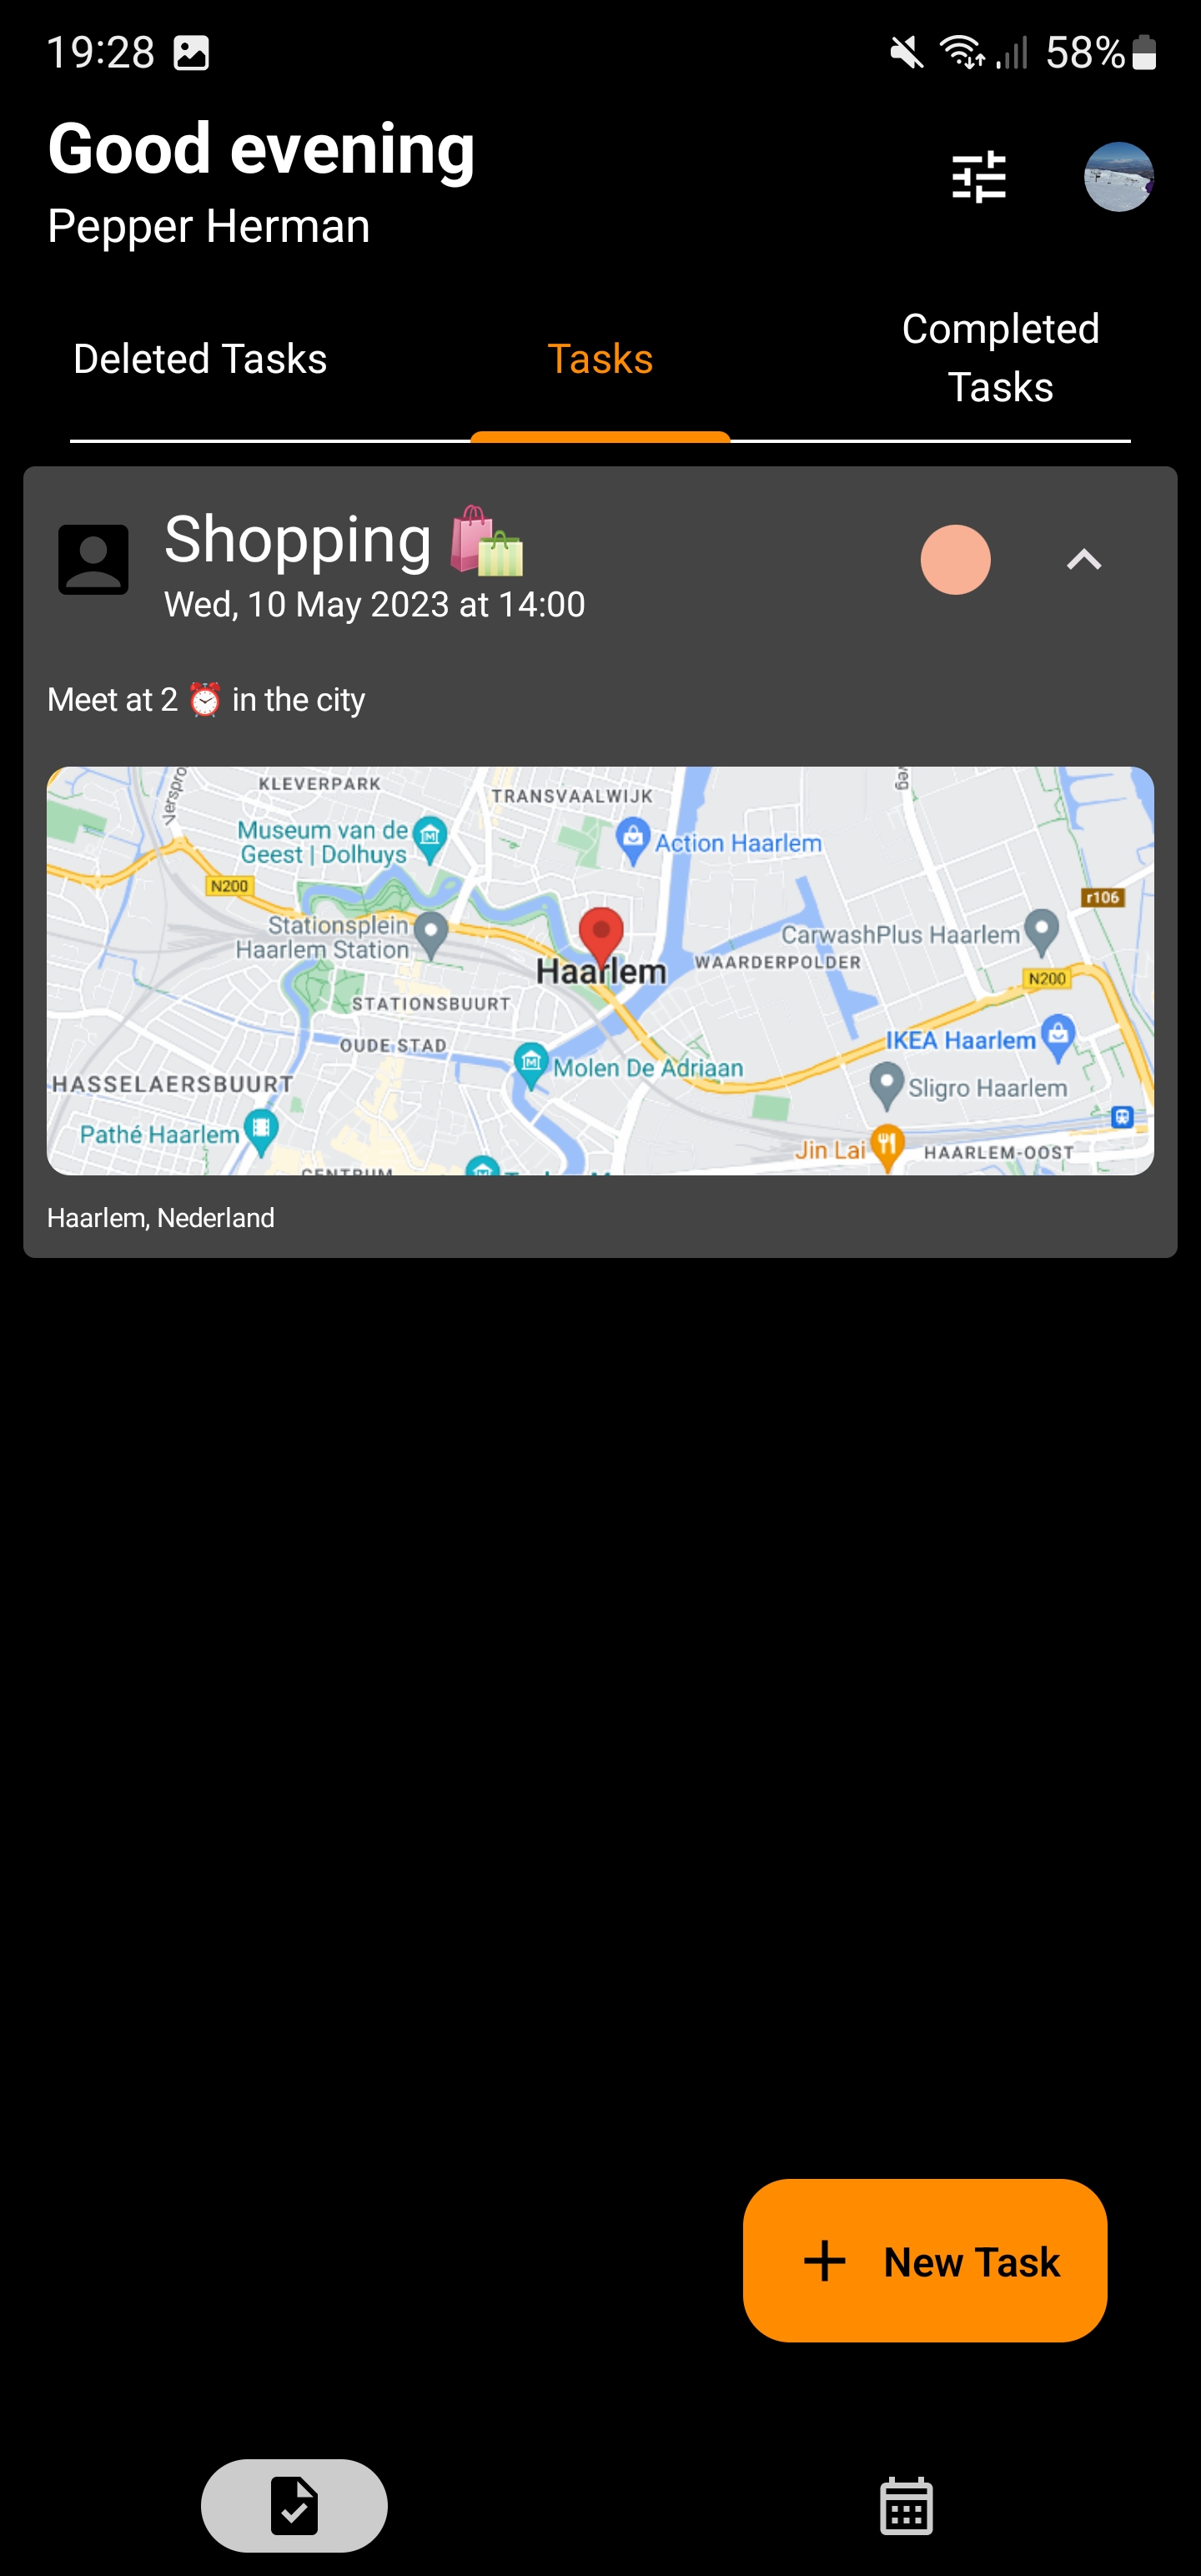 19:28
58%
Good evening
Pepper Herman
Deleted Tasks
Tasks
Completed
Tasks
Shopping 🛍️
Wed, 10 May 2023 at 14:00
Meet at 2 ⏰ in the city
KLEVERPARK
TRANSVAALWIJK
Museum van de
Geest | Dolhuys
Action Haarlem
N200
r106
Stationsplein
Haarlem Station
CarwashPlus Haarlem
Haarlem
WAARDERPOLDER
N200
STATIONSBUURT
OUDE STAD
IKEA Haarlem
Molen De Adriaan
HASSELAERSBUURT
Sligro Haarlem
Pathé Haarlem
Jin Lai
HAARLEM-OOST
CENTRUM
Haarlem, Nederland
New Task